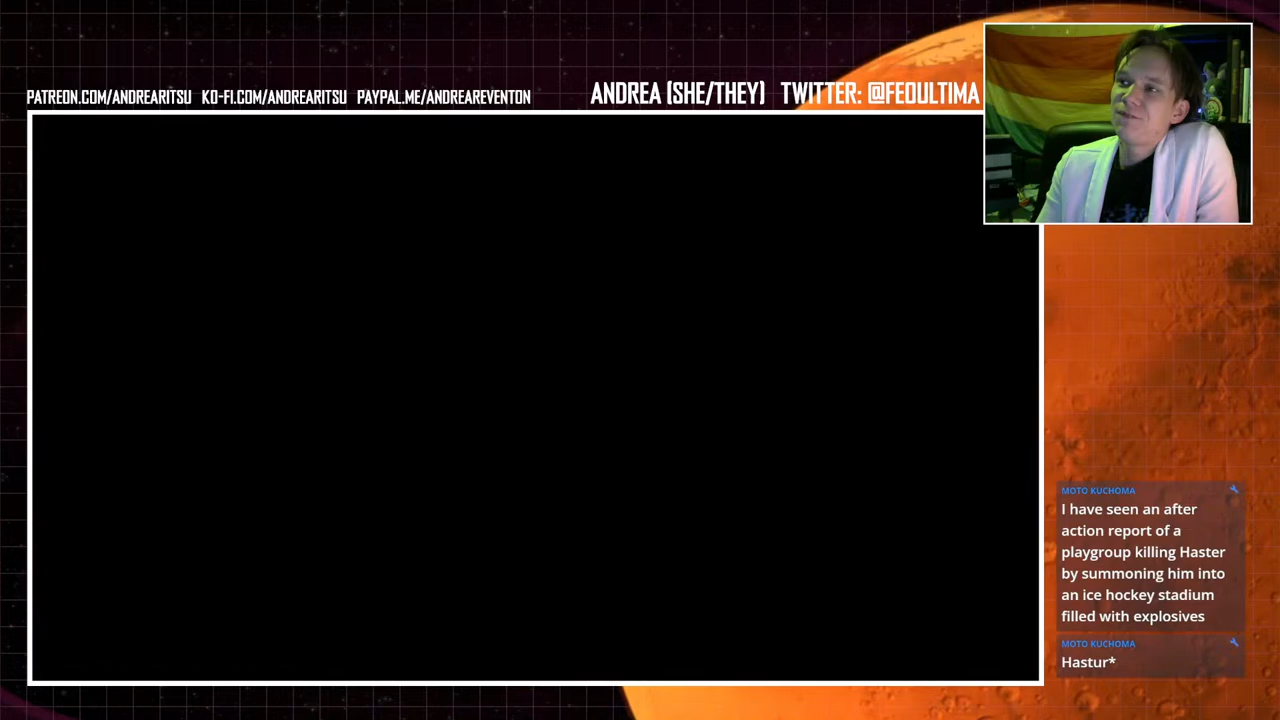 PATREON.COM/ANDREARITSU KO-FI.COM/ANDREARITSU PAYPAL.ME/ANDREAREVENTON
ANDREA (SHE/THEY) TWITTER: @FEOULTIMA
MOTO KUCHOMA
I have seen an after
action report of a
playgroup killing Haster
by summoning him into
an ice hockey stadium
filled with explosives
MOTO KUCHOMA
Hastur*